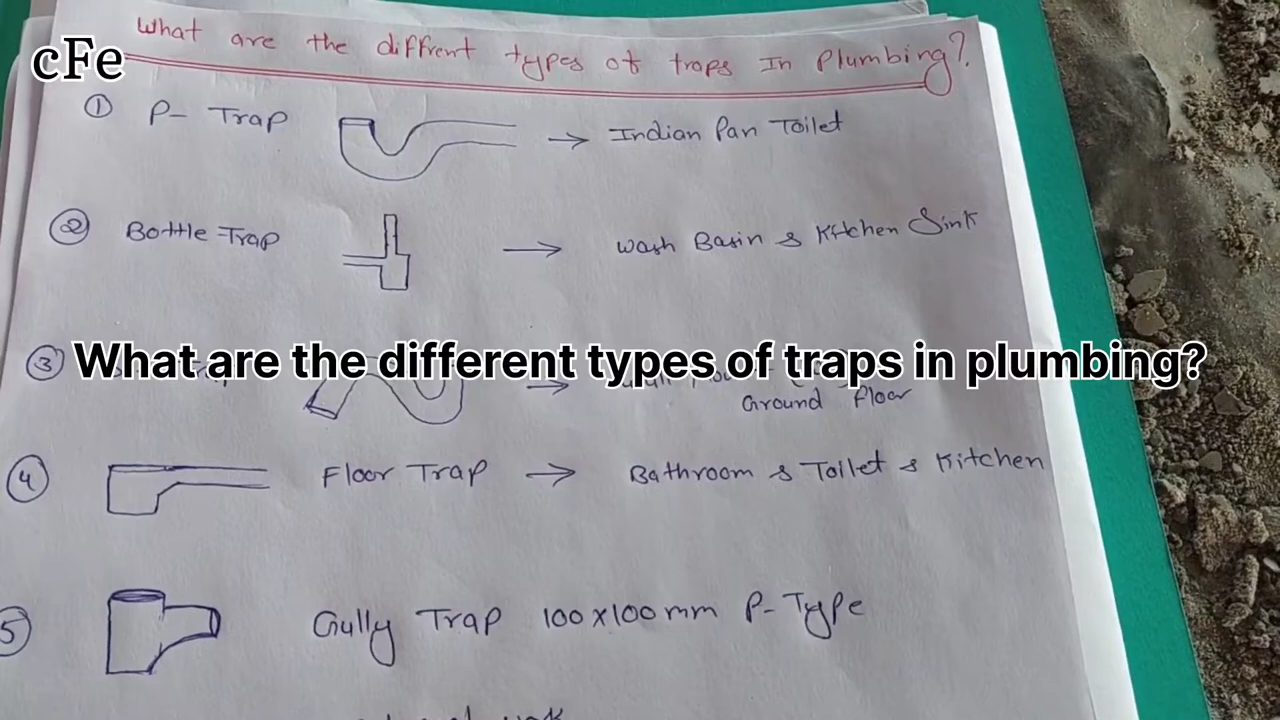 cFe
What are the diffrent types of traps In Plumbing?
① P- Trap → Indian Pan Toilet
② Bottle Trap → Wash Basin & Kitchen Sink
What are the different types of traps in plumbing?
③ →
Ground floor
④ Floor Trap → Bathroom & Toilet & Kitchen
5 Gully Trap 100x100mm P-Type